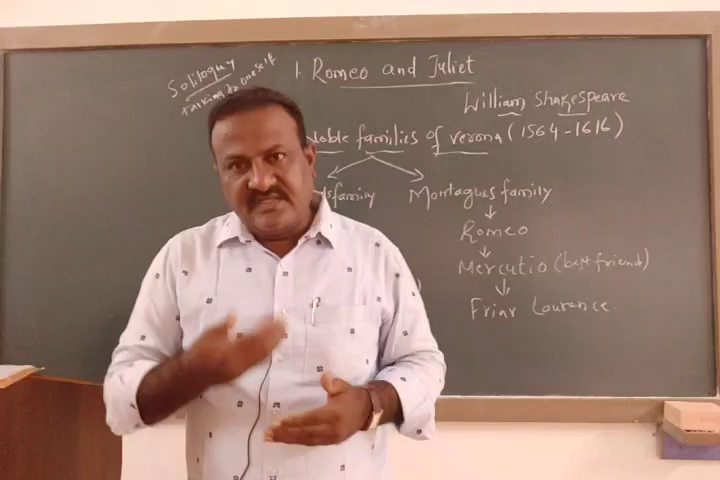 Soliloquy
talking to oneself
1. Romeo and Juliet
William Shakespeare
Noble families of verona (1564-1616)
family
Montagues family
Romeo
Mercutio (best friend)
Friar Laurence.